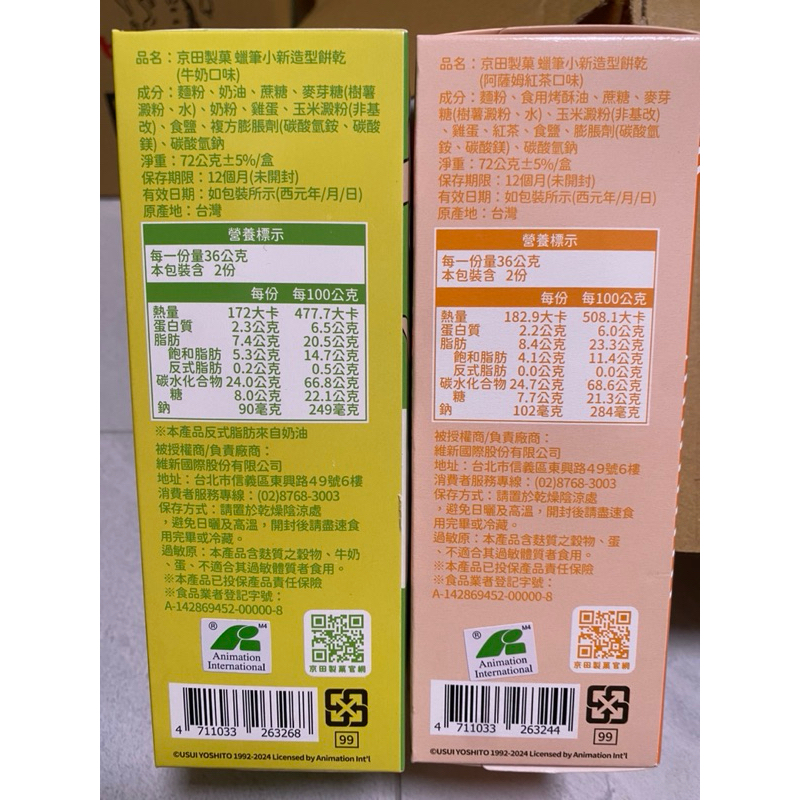 品名：京田製菓 蠟筆小新造型餅乾
(牛奶口味)
成分：麵粉、奶油、蔗糖、麥芽糖(樹薯
澱粉、水)、奶粉、雞蛋、玉米澱粉(非基
改)、食鹽、複方膨脹劑(碳酸氫銨、碳酸
鎂)、碳酸氫鈉
淨重：72公克±5%/盒
保存期限：12個月(未開封)
有效日期：如包裝所示(西元年/月/日)
原產地：台灣
營養標示
每一份量36公克
本包裝含 2份
每份 每100公克
熱量 172大卡 477.7大卡
蛋白質 2.3公克 6.5公克
脂肪 7.4公克 20.5公克
飽和脂肪 5.3公克 14.7公克
反式脂肪 0.2公克 0.5公克
碳水化合物 24.0公克 66.8公克
糖 8.0公克 22.1公克
鈉 90毫克 249毫克
※本產品反式脂肪來自奶油
被授權商/負責廠商：
維新國際股份有限公司
地址：台北市信義區東興路49號6樓
消費者服務專線：(02)8768-3003
保存方式：請置於乾燥陰涼處
，避免日曬及高溫，開封後請盡速食
用完畢或冷藏。
過敏原：本產品含麩質之穀物、牛奶
、蛋、不適合其過敏體質者食用。
※本產品已投保產品責任保險
※食品業者登記字號：
A-142869452-00000-8
® M4
Animation
International
京田製菓官網
4 711033 263268
99
©USUI YOSHITO 1992-2024 Licensed by Animation Int'l
品名：京田製菓 蠟筆小新造型餅乾
(阿薩姆紅茶口味)
成分：麵粉、食用烤酥油、蔗糖、麥芽
糖(樹薯澱粉、水)、玉米澱粉(非基改)
、雞蛋、紅茶、食鹽、膨脹劑(碳酸氫
銨、碳酸鎂)、碳酸氫鈉
淨重：72公克±5%/盒
保存期限：12個月(未開封)
有效日期：如包裝所示(西元年/月/日)
原產地：台灣
營養標示
每一份量36公克
本包裝含 2份
每份 每100公克
熱量 182.9大卡 508.1大卡
蛋白質 2.2公克 6.0公克
脂肪 8.4公克 23.3公克
飽和脂肪 4.1公克 11.4公克
反式脂肪 0.0公克 0.0公克
碳水化合物 24.7公克 68.6公克
糖 7.7公克 21.3公克
鈉 102毫克 284毫克
被授權商/負責廠商：
維新國際股份有限公司
地址：台北市信義區東興路49號6樓
消費者服務專線：(02)8768-3003
保存方式：請置於乾燥陰涼處
，避免日曬及高溫，開封後請盡速食
用完畢或冷藏。
過敏原：本產品含麩質之穀物、蛋
、不適合其過敏體質者食用。
※本產品已投保產品責任保險
※食品業者登記字號：
A-142869452-00000-8
® M4
Animation
International
京田製菓官網
4 711033 263244
99
©USUI YOSHITO 1992-2024 Licensed by Animation Int'l